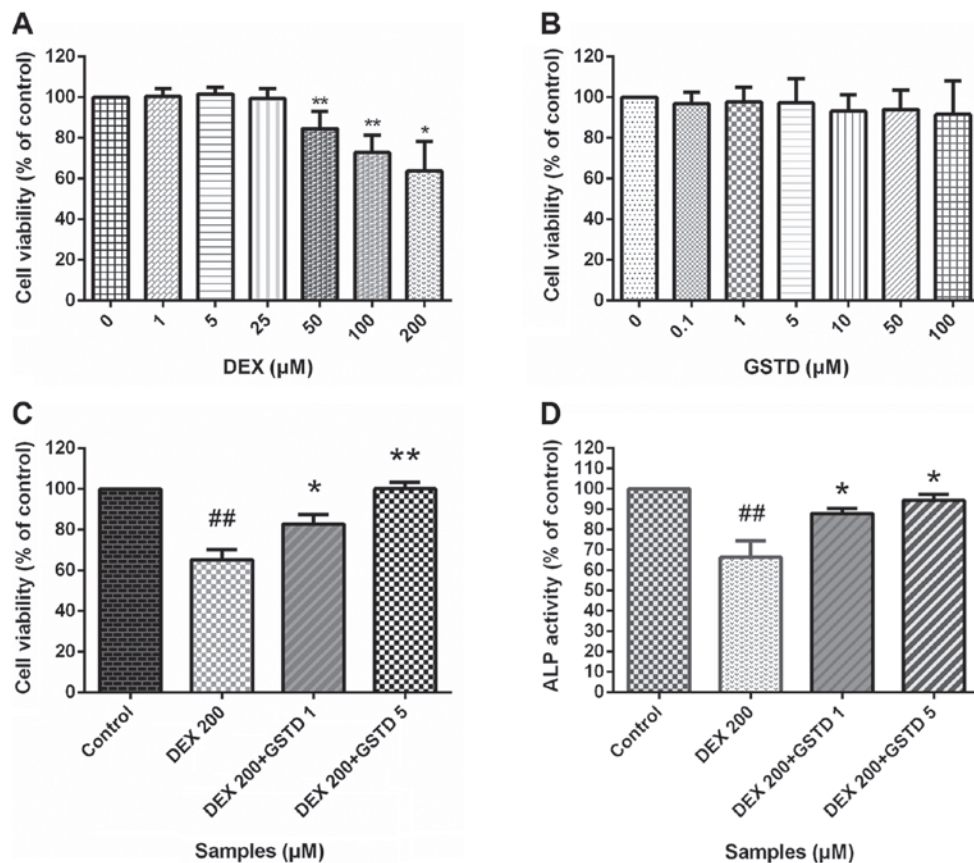 A
Cell viability (% of control)
120
100
80
60
40
20
0
**
**
*
0
1
5
25
50
100
200
DEX (µM)
B
Cell viability (% of control)
120
100
80
60
40
20
0
0
0.1
1
5
10
50
100
GSTD (µM)
C
Cell viability (% of control)
120
100
80
60
40
20
0
##
*
**
Control
DEX 200
DEX 200+GSTD 1
DEX 200+GSTD 5
Samples (µM)
D
ALP activity (% of control)
120
110
100
90
80
70
60
50
40
30
20
10
0
##
*
*
Control
DEX 200
DEX 200+GSTD 1
DEX 200+GSTD 5
Samples (µM)